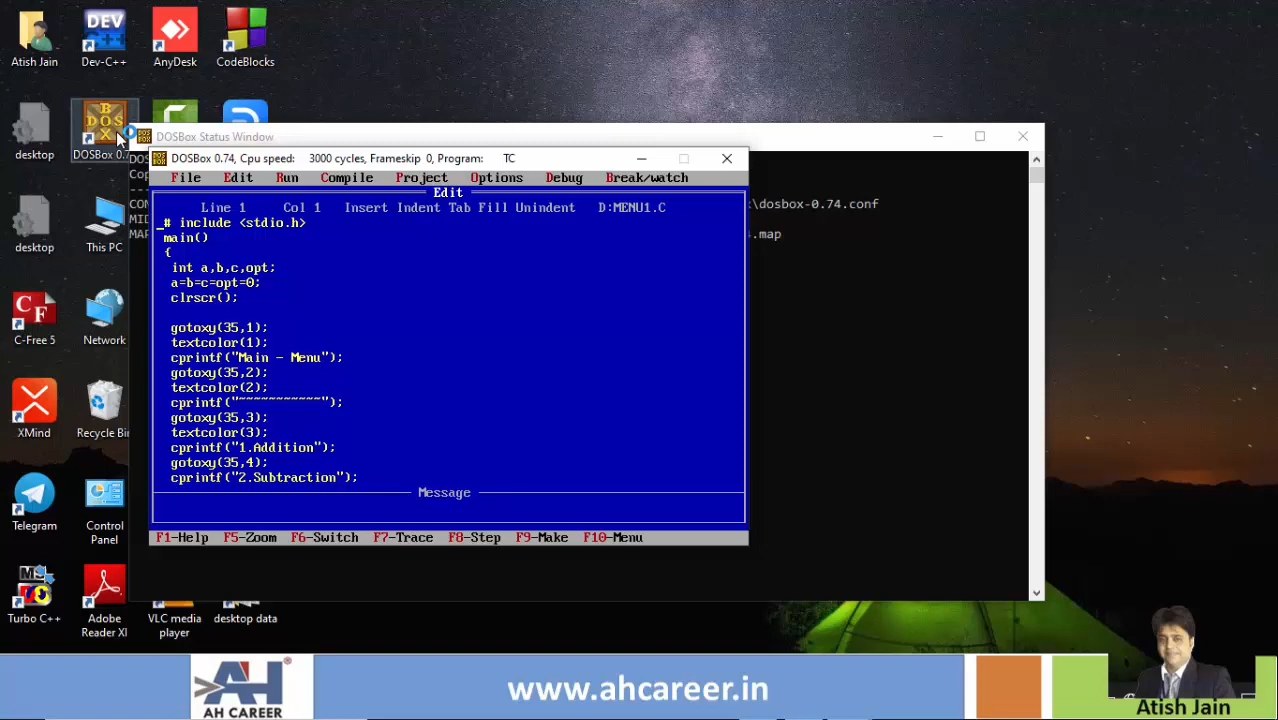 Atish Jain
Dev-C++
AnyDesk
CodeBlocks
desktop
DOSBox 0.7
desktop
This PC
C-Free 5
Network
XMind
Recycle Bin
Telegram
Control
Panel
Turbo C++
Adobe
Reader XI
VLC media
player
desktop data
DOSBox Status Window
\dosbox-0.74.conf
4.map
DOSBox 0.74, Cpu speed: 3000 cycles, Frameskip 0, Program: TC
File Edit Run Compile Project Options Debug Break/watch
Edit
Line 1 Col 1 Insert Indent Tab Fill Unindent D:MENU1.C
_# include <stdio.h>
main()
{
int a,b,c,opt;
a=b=c=opt=0;
clrscr();
gotoxy(35,1);
textcolor(1);
cprintf("Main - Menu");
gotoxy(35,2);
textcolor(2);
cprintf("~~~~~~~~~~~");
gotoxy(35,3);
textcolor(3);
cprintf("1.Addition");
gotoxy(35,4);
cprintf("2.Subtraction");
Message
F1-Help F5-Zoom F6-Switch F7-Trace F8-Step F9-Make F10-Menu
AH CAREER
www.ahcareer.in
Atish Jain